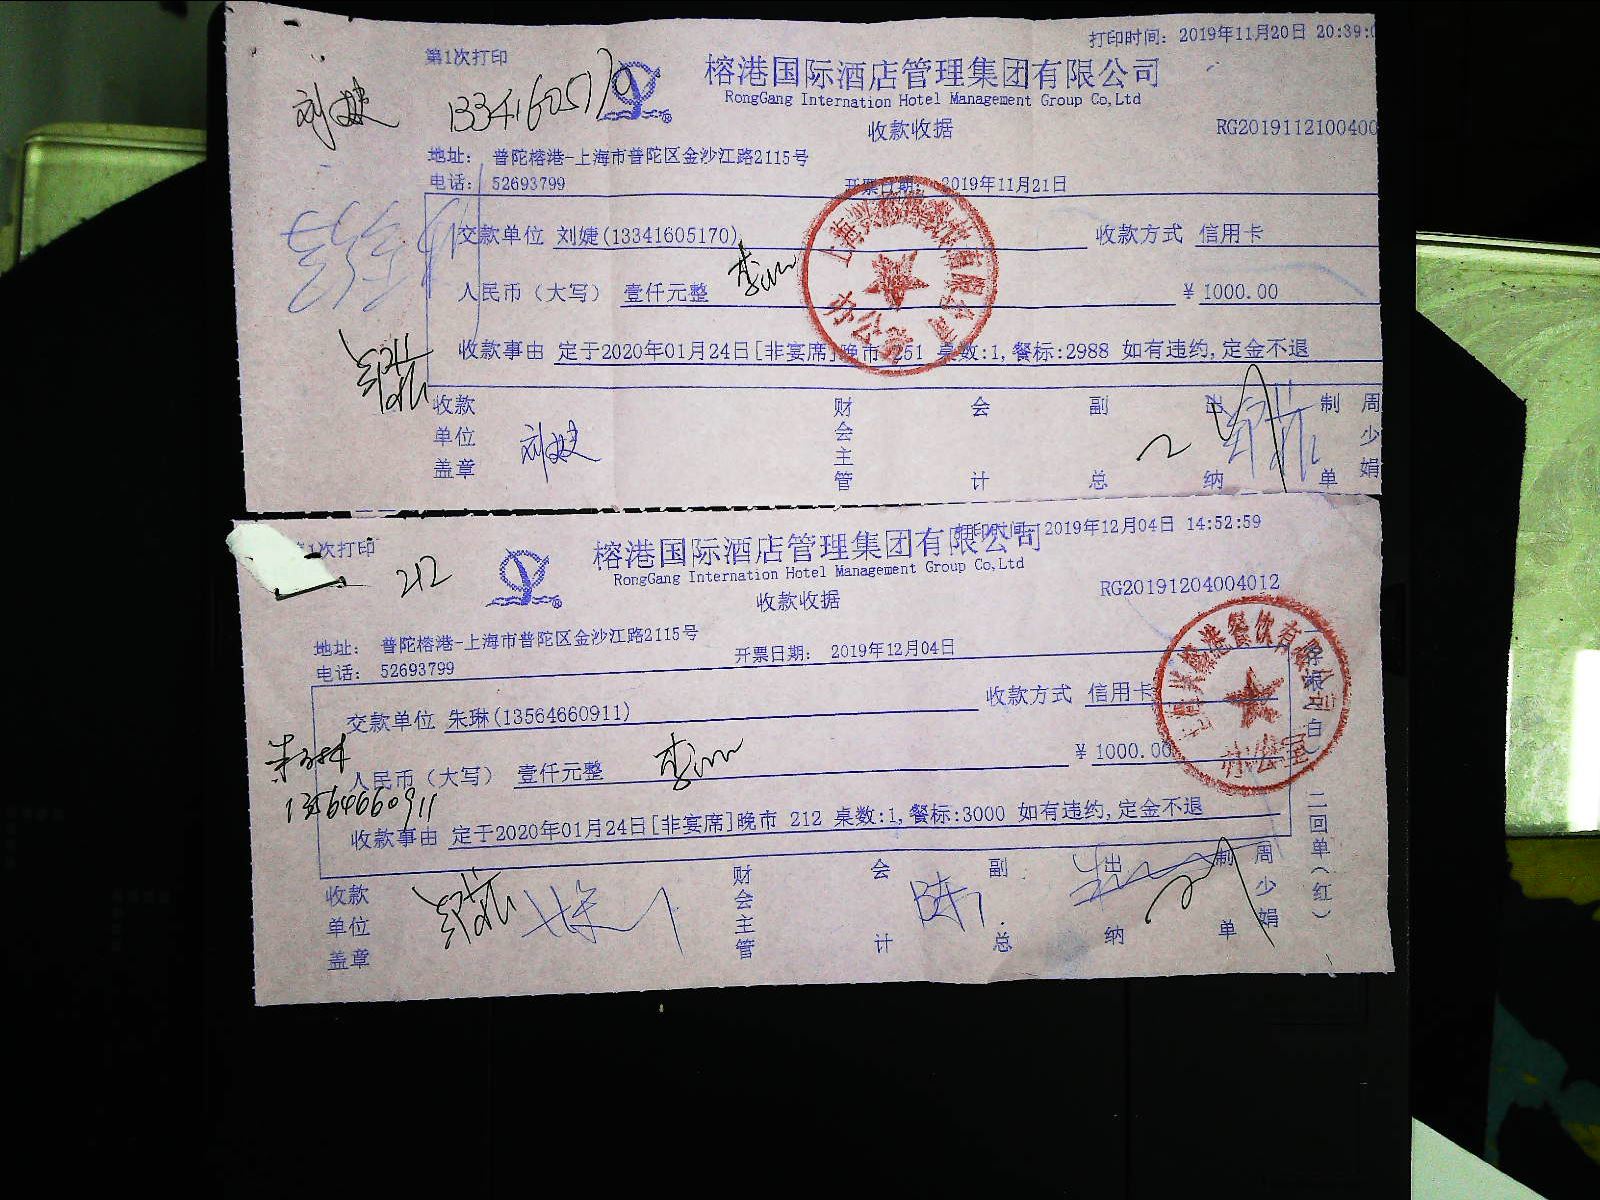 打印时间: 2019年11月20日 20:39:0
第1次打印
榕港国际酒店管理集团有限公司
刘婕 13341605170
RongGang Internation Hotel Management Group Co,Ltd
收款收据
RG2019112100400
地址: 普陀榕港-上海市普陀区金沙江路2115号
电话: 52693799
开票日期: 2019年11月21日
交款单位 刘婕(13341605170)
收款方式 信用卡
人民币（大写） 壹仟元整
¥ 1000.00
收款事由 定于2020年01月24日[非宴席]晚市 251 桌数:1,餐标:2988 如有违约,定金不退
收款单位盖章 刘婕 财会主管 会计 副总 出纳 制单 周少娟
办公室
第1次打印
打印时间: 2019年12月04日 14:52:59
212
榕港国际酒店管理集团有限公司
RongGang Internation Hotel Management Group Co,Ltd
收款收据
RG20191204004012
地址: 普陀榕港-上海市普陀区金沙江路2115号
电话: 52693799
开票日期: 2019年12月04日
交款单位 朱琳(13564660911)
收款方式 信用卡
朱琳
人民币（大写） 壹仟元整
¥ 1000.00
13564660911
收款事由 定于2020年01月24日[非宴席]晚市 212 桌数:1,餐标:3000 如有违约,定金不退
收款单位盖章 财会主管 会计 副总 出纳 制单 周少娟
榕港餐饮有
办公室
二回单(红)